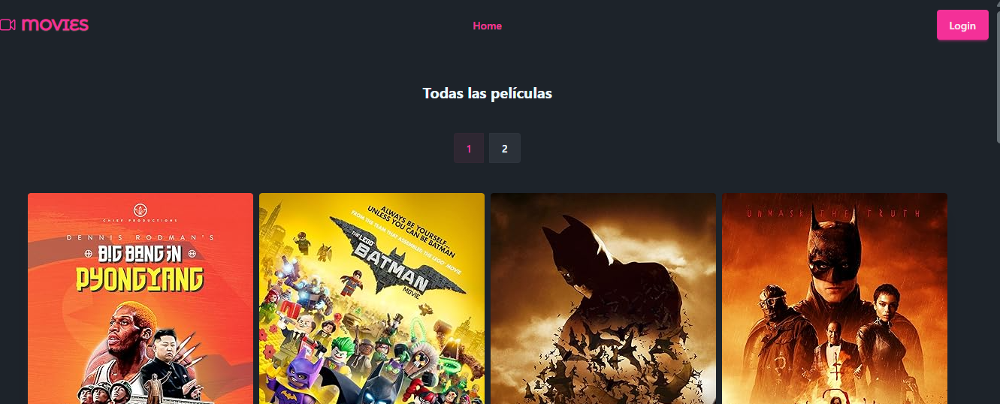 MOVIES
Home
Login
Todas las películas
1
2
CHIEF PRODUCTIONS
DENNIS RODMAN'S
BIG BANG IN
PYONGYANG
ALWAYS BE YOURSELF...
UNLESS YOU CAN BE BATMAN
FROM THE TEAM THAT ASSEMBLED THE LEGO® MOVIE
THE LEGO
BATMAN
MOVIE
UNMASK THE TRUTH